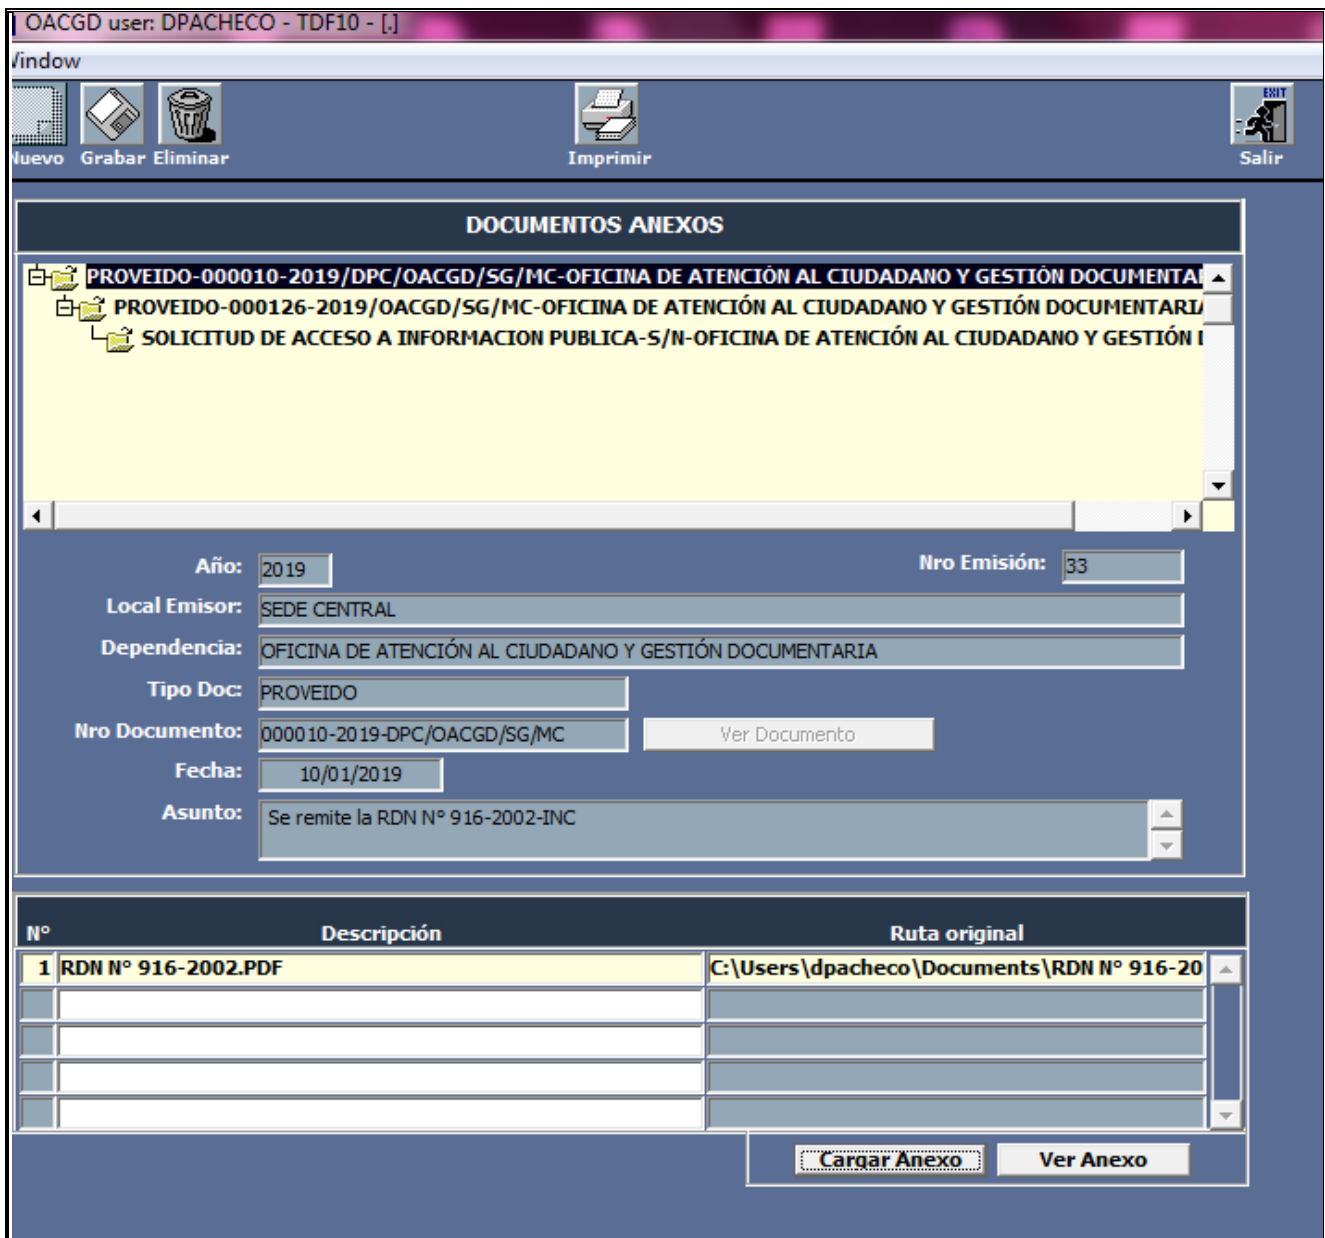 OACGD user: DPACHECO - TDF10 - [.]
Window
Nuevo Grabar Eliminar Imprimir EXIT Salir
DOCUMENTOS ANEXOS
PROVEIDO-000010-2019/DPC/OACGD/SG/MC-OFICINA DE ATENCIÓN AL CIUDADANO Y GESTIÓN DOCUMENTA
PROVEIDO-000126-2019/OACGD/SG/MC-OFICINA DE ATENCIÓN AL CIUDADANO Y GESTIÓN DOCUMENTARIA
SOLICITUD DE ACCESO A INFORMACION PUBLICA-S/N-OFICINA DE ATENCIÓN AL CIUDADANO Y GESTIÓN
Año: 2019 Nro Emisión: 33
Local Emisor: SEDE CENTRAL
Dependencia: OFICINA DE ATENCIÓN AL CIUDADANO Y GESTIÓN DOCUMENTARIA
Tipo Doc: PROVEIDO
Nro Documento: 000010-2019-DPC/OACGD/SG/MC Ver Documento
Fecha: 10/01/2019
Asunto: Se remite la RDN N° 916-2002-INC
N° Descripción Ruta original
1 RDN N° 916-2002.PDF C:\Users\dpacheco\Documents\RDN N° 916-20
Cargar Anexo Ver Anexo